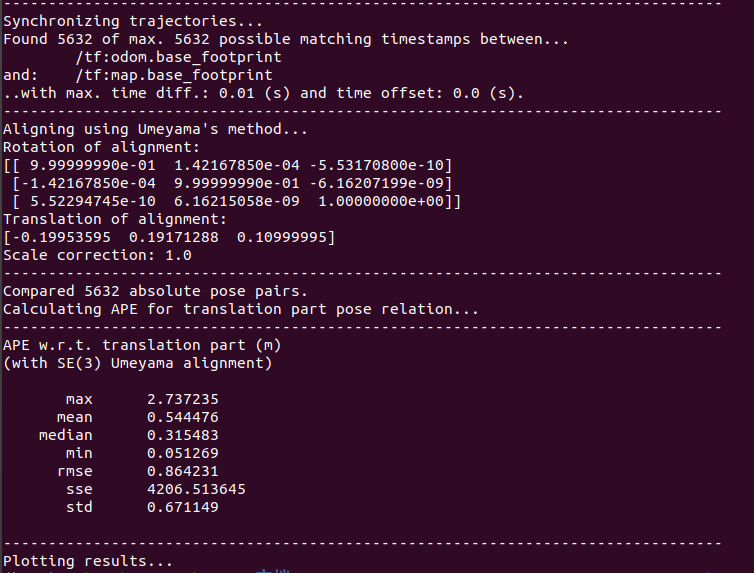 --------------------------------------------------------------------------------
Synchronizing trajectories...
Found 5632 of max. 5632 possible matching timestamps between...
        /tf:odom.base_footprint
and:    /tf:map.base_footprint
..with max. time diff.: 0.01 (s) and time offset: 0.0 (s).
--------------------------------------------------------------------------------
Aligning using Umeyama's method...
Rotation of alignment:
[[ 9.99999990e-01  1.42167850e-04 -5.53170800e-10]
 [-1.42167850e-04  9.99999990e-01 -6.16207199e-09]
 [ 5.52294745e-10  6.16215058e-09  1.00000000e+00]]
Translation of alignment:
[-0.19953595  0.19171288  0.10999995]
Scale correction: 1.0
--------------------------------------------------------------------------------
Compared 5632 absolute pose pairs.
Calculating APE for translation part pose relation...
--------------------------------------------------------------------------------
APE w.r.t. translation part (m)
(with SE(3) Umeyama alignment)

       max      2.737235
      mean      0.544476
    median      0.315483
       min      0.051269
      rmse      0.864231
       sse      4206.513645
       std      0.671149

--------------------------------------------------------------------------------
Plotting results...